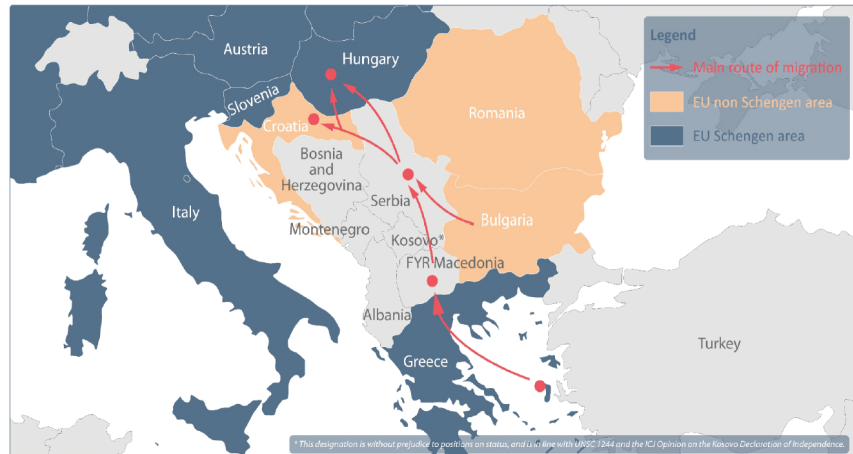 Austria
Hungary
Slovenia
Croatia
Romania
Bosnia
and
Herzegovina
Serbia
Italy
Montenegro
Kosovo*
Bulgaria
FYR Macedonia
Albania
Greece
Turkey
Legend
Main route of migration
EU non Schengen area
EU Schengen area
* This designation is without prejudice to positions on status, and is in line with UNSC 1244 and the ICJ Opinion on the Kosovo Declaration of Independence.